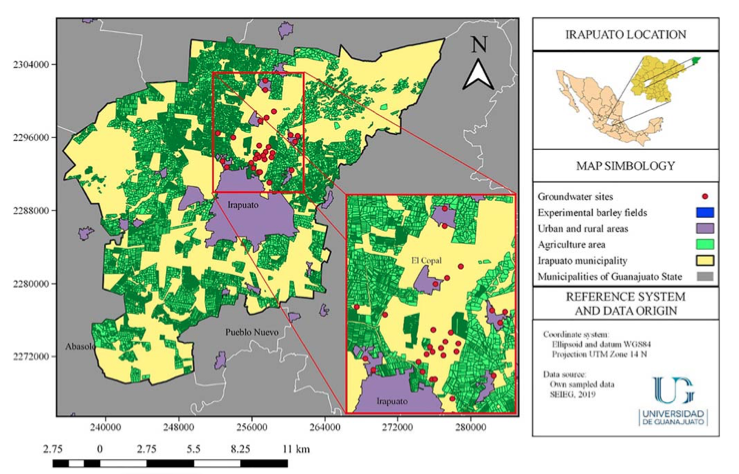 2304000
2296000
2288000
2280000
2272000
240000
248000
256000
264000
272000
280000
N
Irapuato
Pueblo Nuevo
Abasolo
El Copal
Irapuato
2.75 0 2.75 5.5 8.25 11 km
IRAPUATO LOCATION
MAP SIMBOLOGY
Groundwater sites
Experimental barley fields
Urban and rural areas
Agriculture area
Irapuato municipality
Municipalities of Guanajuato State
REFERENCE SYSTEM
AND DATA ORIGIN
Coordinate system:
Ellipsoid and datum WGS84
Projection UTM Zone 14 N
Data source:
Own sampled data
SEIEG, 2019
UG
UNIVERSIDAD
DE GUANAJUATO